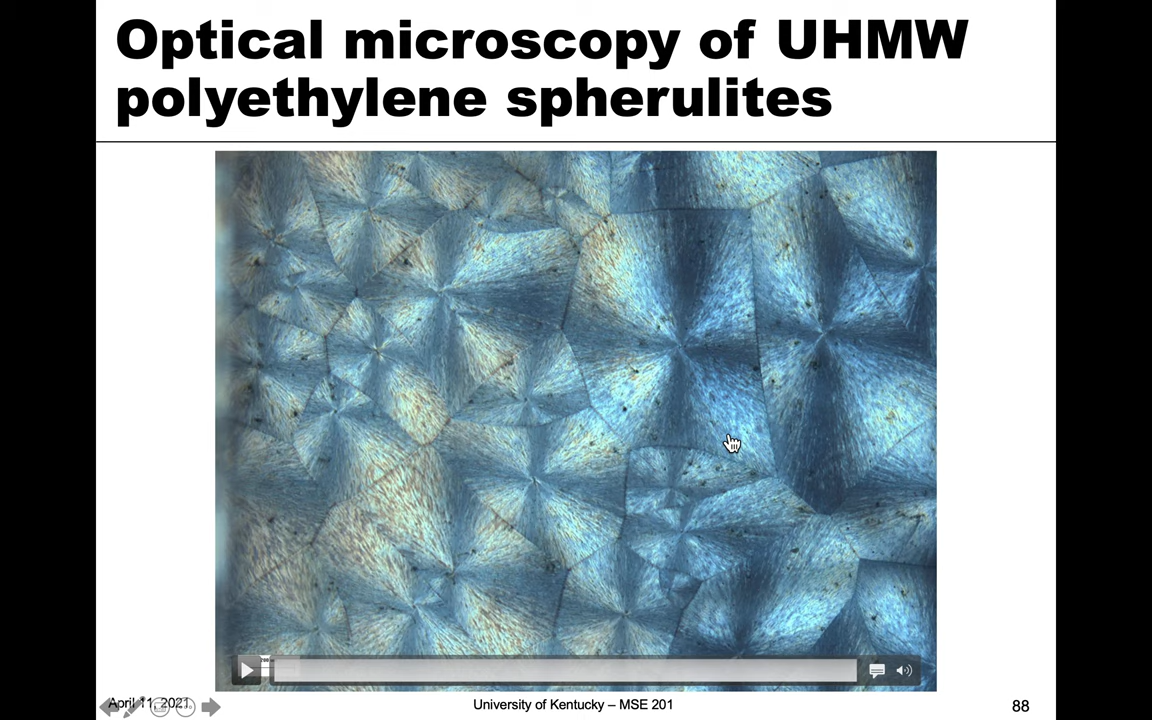 Optical microscopy of UHMW
polyethylene spherulites
April 11, 2021
University of Kentucky – MSE 201
88